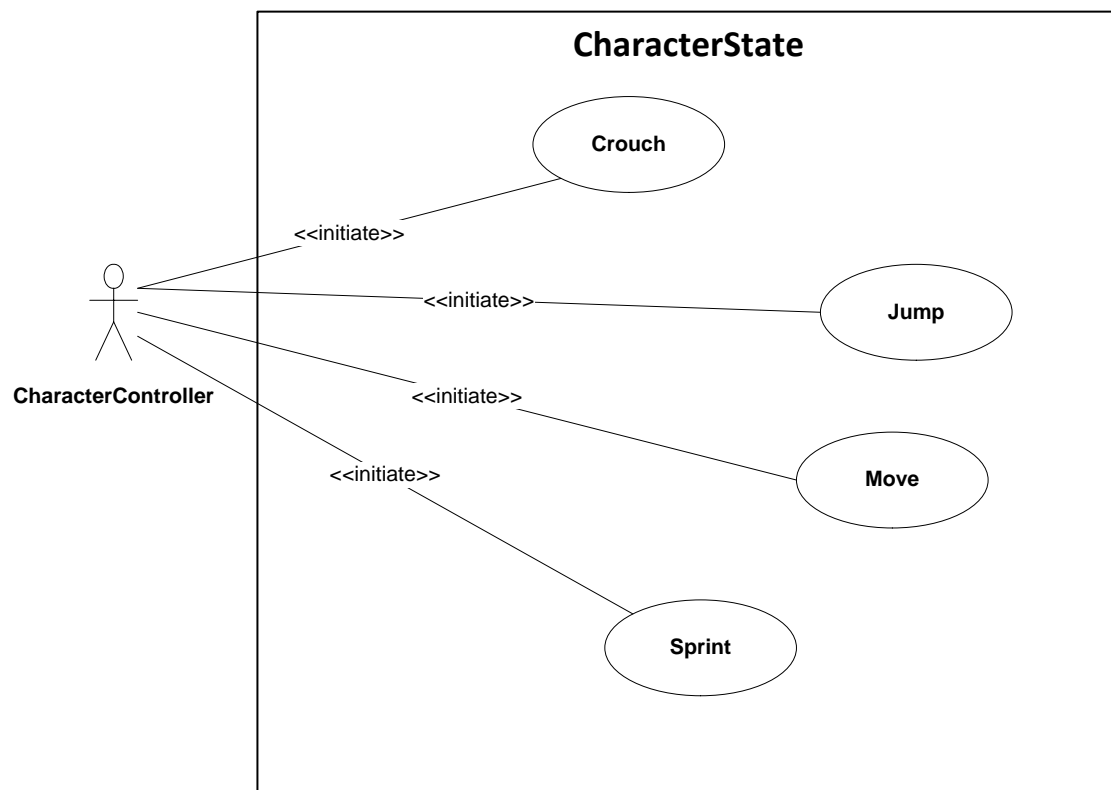 CharacterState
Crouch
<<initiate>>
<<initiate>>
Jump
CharacterController
<<initiate>>
Move
<<initiate>>
Sprint